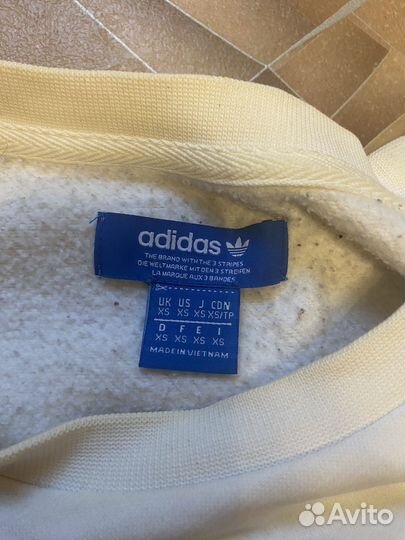 adidas
THE BRAND WITH THE 3 STRIPES
DIE WELTMARKE MIT DEN 3 STREIFEN
LA MARQUE AUX 3 BANDES
UK US J CDN
XS XS XS XS/TP
D F E I
XS XS XS XS
MADE IN VIETNAM
Avito